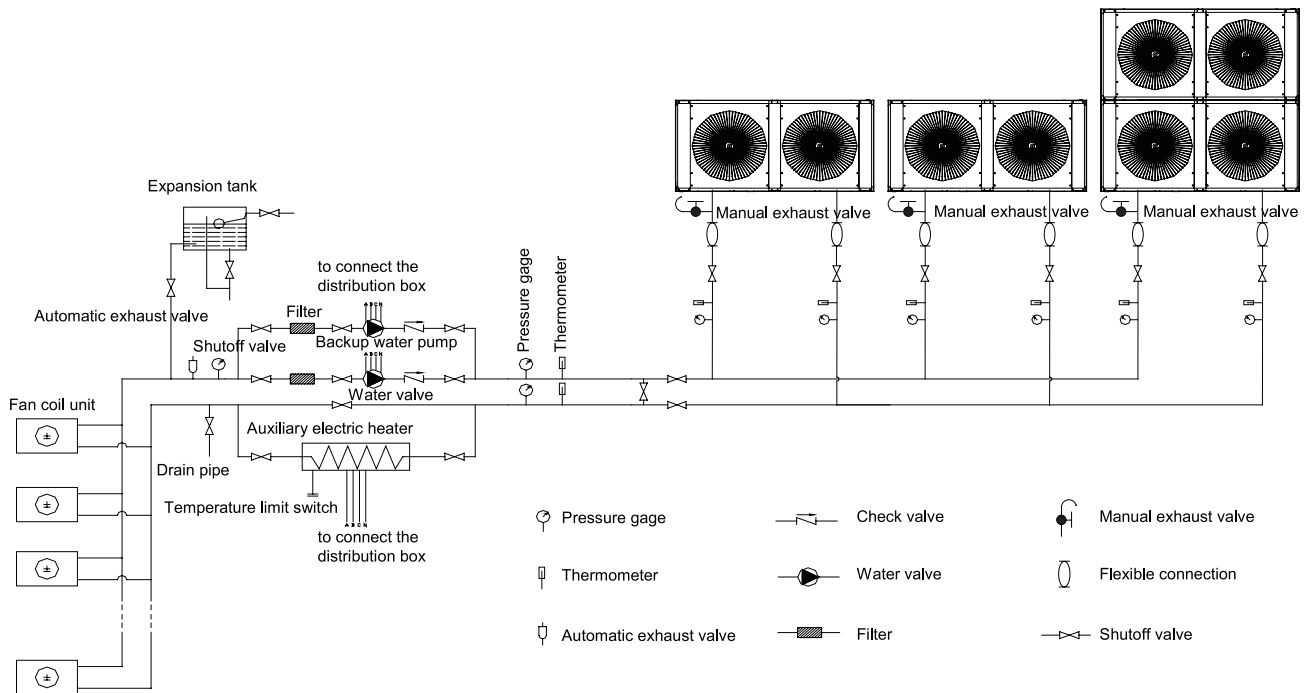 Expansion tank
Manual exhaust valve
Manual exhaust valve
Manual exhaust valve
to connect the
distribution box
A B C N
Automatic exhaust valve
Filter
Shutoff valve
Backup water pump
Pressure gage
Thermometer
Water valve
Fan coil unit
Auxiliary electric heater
Drain pipe
Temperature limit switch
A B C N
to connect the
distribution box
Pressure gage
Check valve
Manual exhaust valve
Thermometer
Water valve
Flexible connection
Automatic exhaust valve
Filter
Shutoff valve